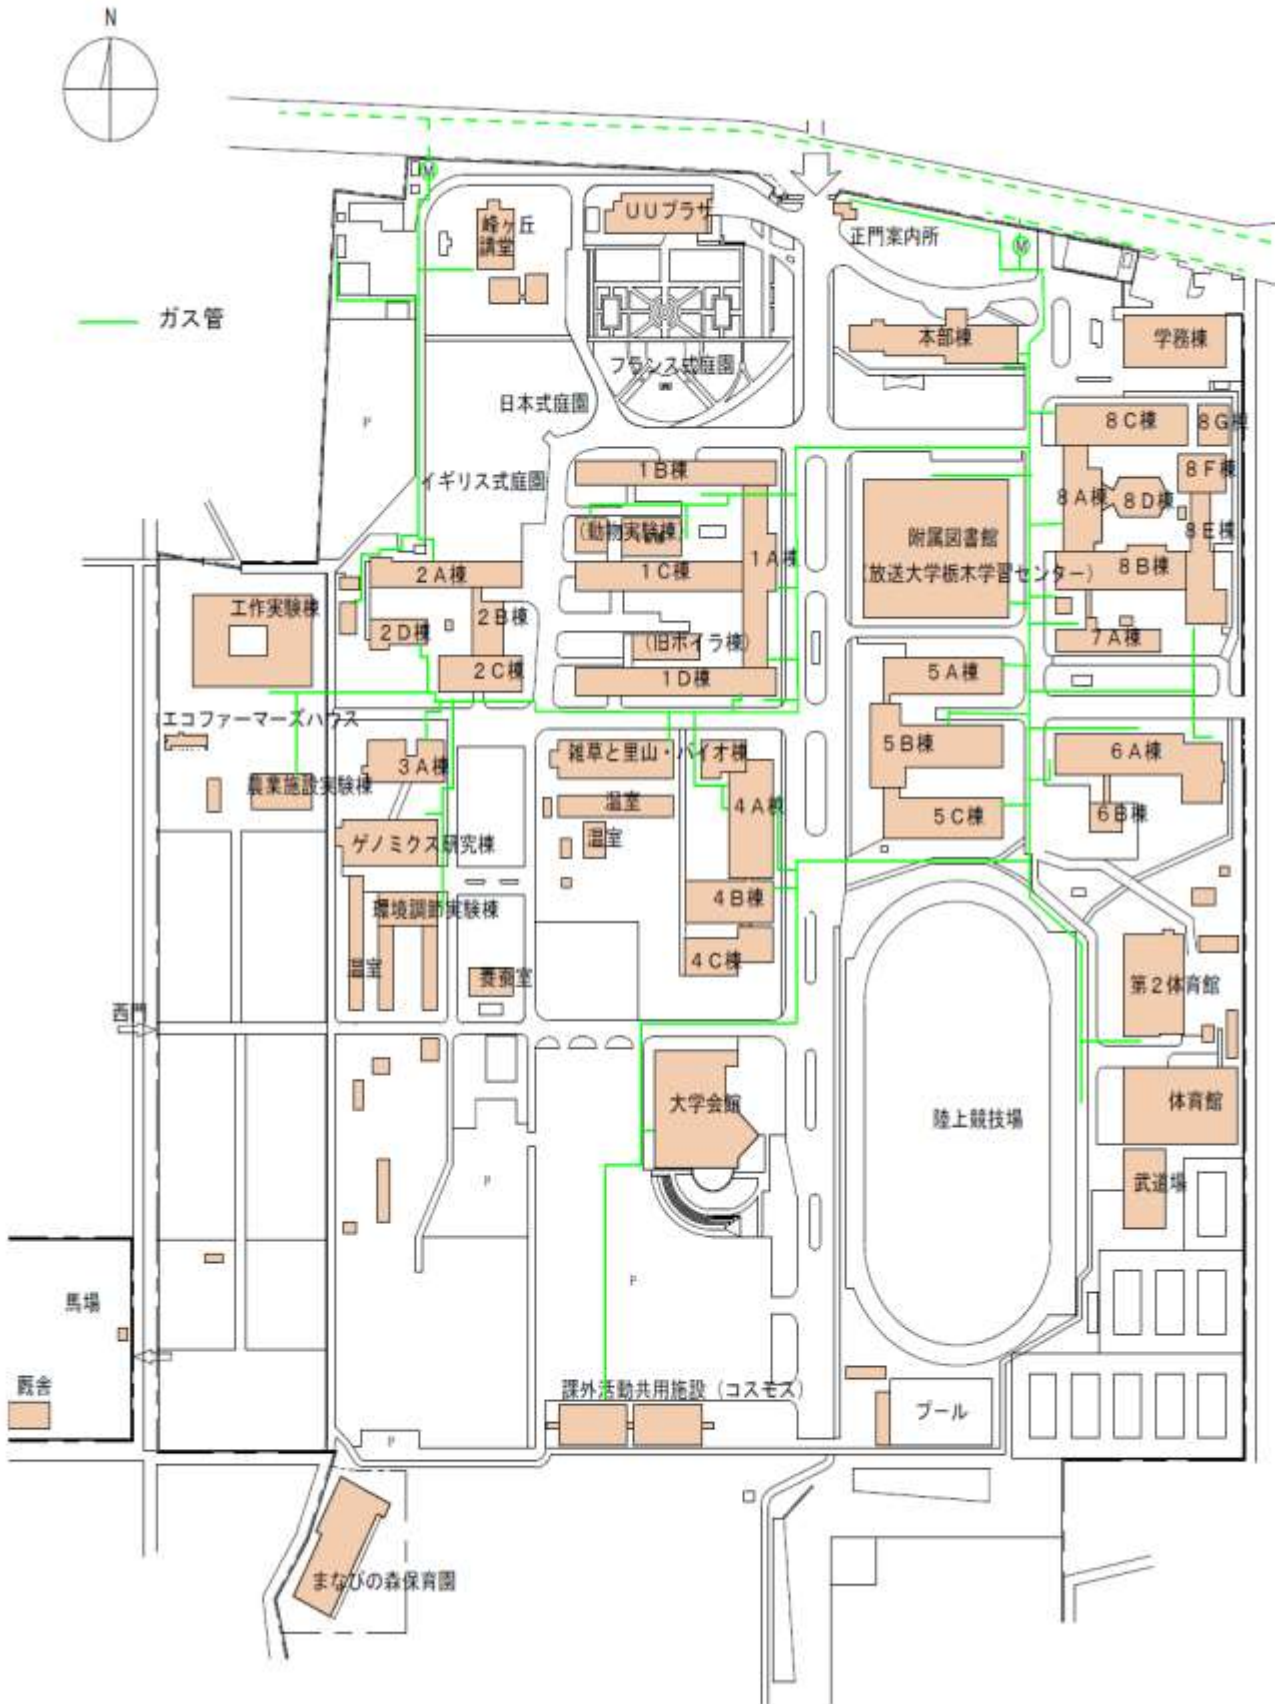 N
M
UUプラザ
峰ヶ丘
講堂
正門案内所
M
ガス管
本部棟
学務棟
フランス式庭園
日本式庭園
P
8C棟
8G棟
1B棟
イギリス式庭園
8F棟
8A棟
8D棟
(動物実験棟)
8E棟
附属図書館
1A棟
2A棟
1C棟
(放送大学栃木学習センター)
8B棟
工作実験棟
2B棟
2D棟
(旧ボイラ棟)
7A棟
2C棟
1D棟
5A棟
エコファーマーズハウス
5B棟
雑草と里山・バイオ棟
6A棟
3A棟
農業施設実験棟
温室
4A棟
5C棟
6B棟
ゲノミクス研究棟
温室
4B棟
環境調節実験棟
4C棟
温室
養蚕室
第2体育館
西門
大学会館
陸上競技場
体育館
P
武道場
P
馬場
厩舎
課外活動共用施設(コスモス)
プール
P
まなびの森保育園